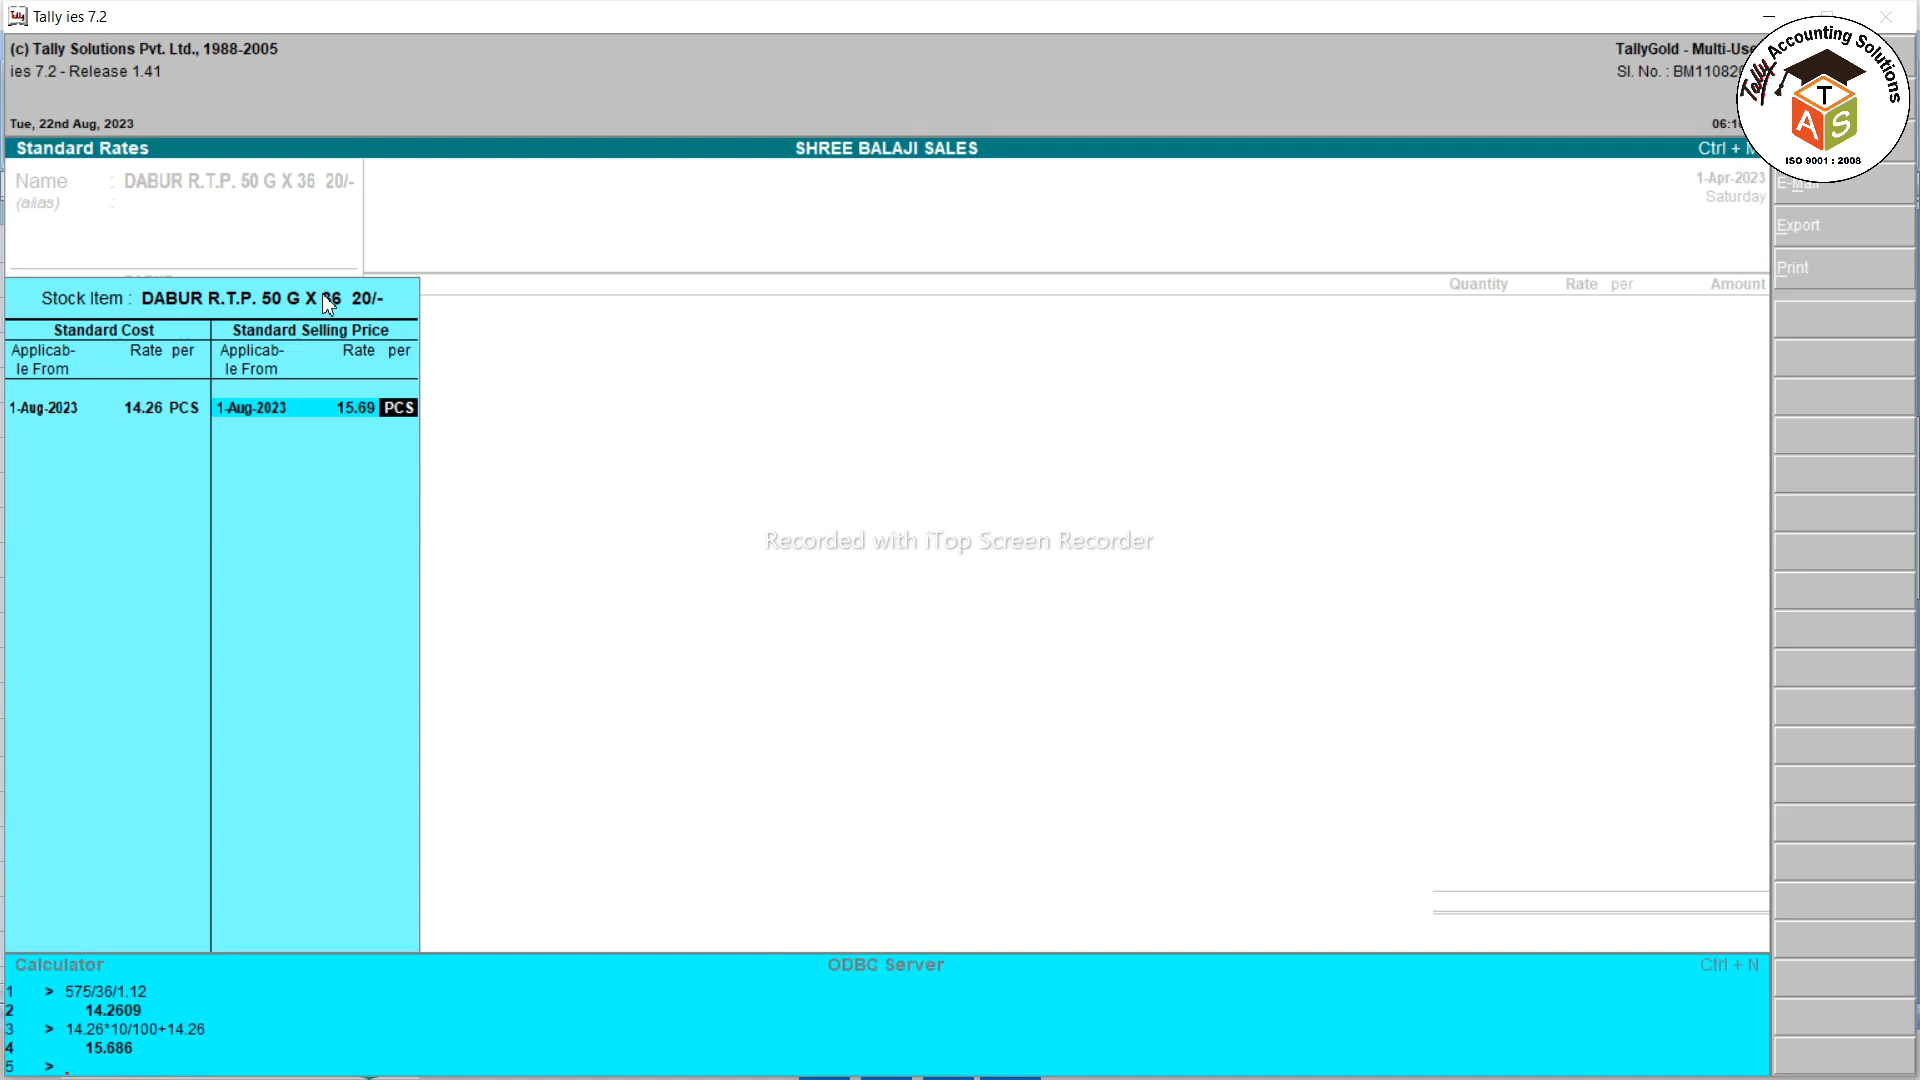 Tally ies 7.2
(c) Tally Solutions Pvt. Ltd., 1988-2005
TallyGold - Multi-Use
ies 7.2 - Release 1.41
Sl. No. : BM11082
Tue, 22nd Aug, 2023
06:1
Tally Accounting Solutions
T
A S
ISO 9001 : 2008
Standard Rates
SHREE BALAJI SALES
Ctrl + M
Name : DABUR R.T.P. 50 G X 36 20/-
(alias) :
1-Apr-2023
Saturday
E-Mail
Export
Print
Quantity Rate per Amount
Stock Item : DABUR R.T.P. 50 G X 36 20/-
Standard Cost Standard Selling Price
Applicab- Rate per Applicab- Rate per
le From le From
1-Aug-2023 14.26 PCS 1-Aug-2023 15.69 PCS
Recorded with iTop Screen Recorder
Calculator
ODBC Server
Ctrl + N
1 > 575/36/1.12
2 14.2609
3 > 14.26*10/100+14.26
4 15.686
5 >